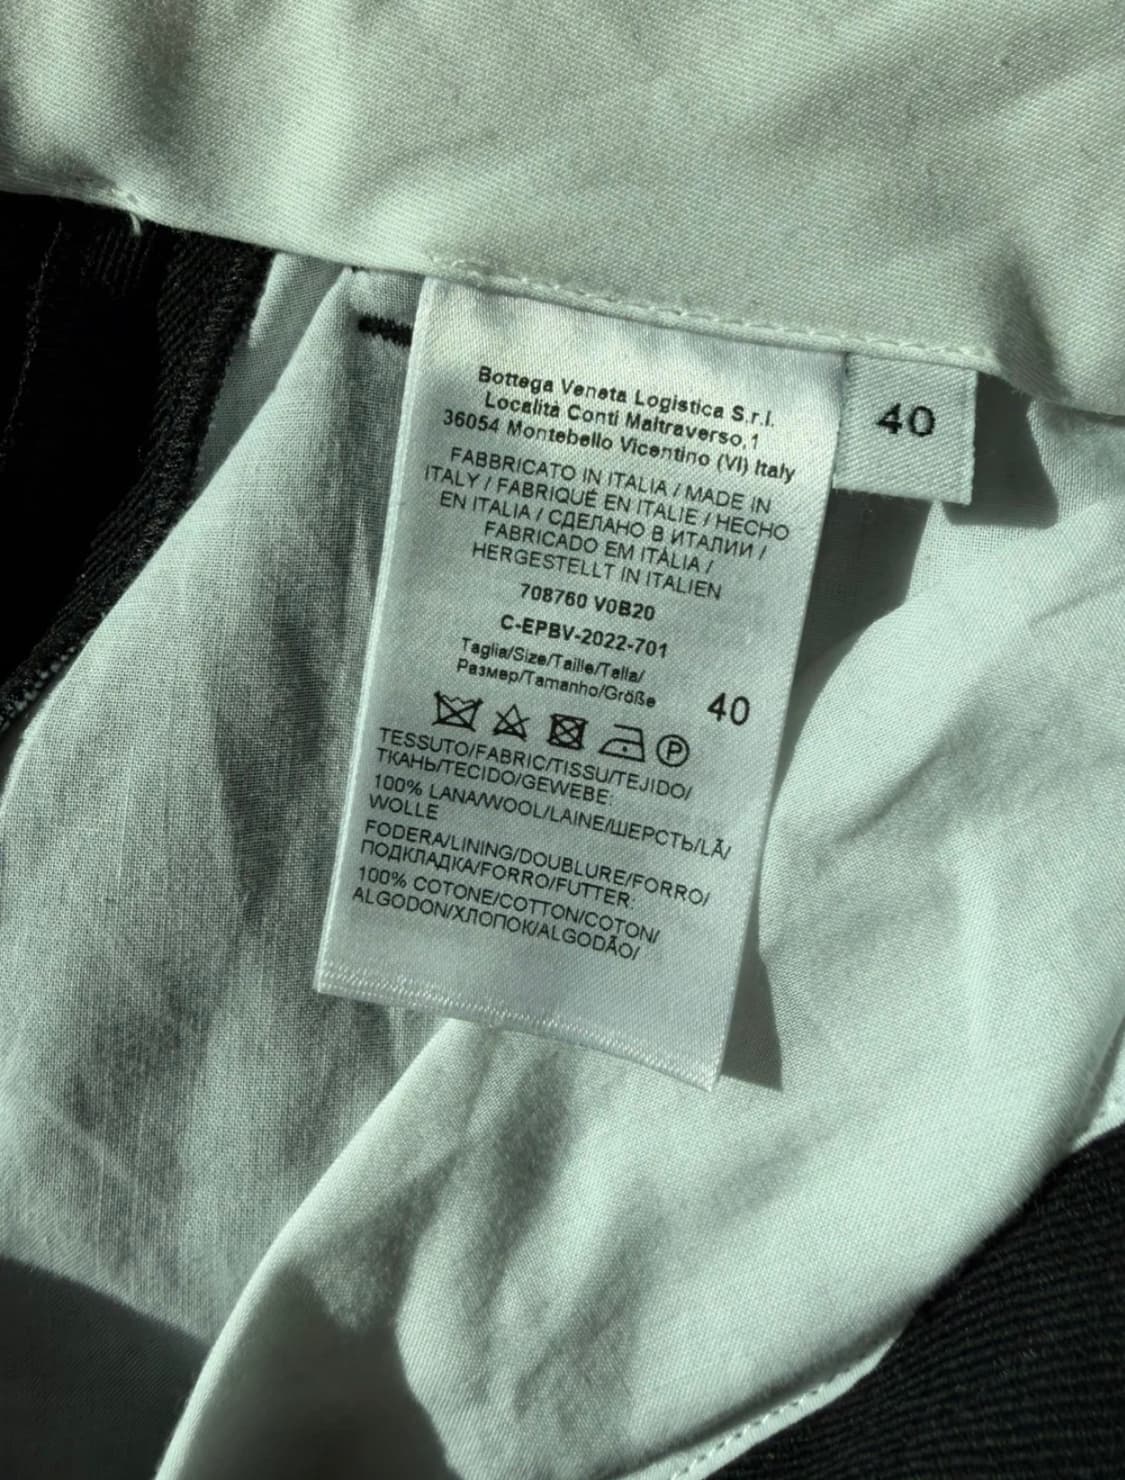 Bottega Veneta Logistica S.r.l.
Località Conti Maltraverso,1
36054 Montebello Vicentino (VI) Italy
FABBRICATO IN ITALIA / MADE IN
ITALY / FABRIQUÉ EN ITALIE / HECHO
EN ITALIA / СДЕЛАНО В ИТАЛИИ /
FABRICADO EM ITÁLIA /
HERGESTELLT IN ITALIEN
708760 V0B20
C-EPBV-2022-701
Taglia/Size/Taille/Talla/
Размер/Tamanho/Größe
40
P
TESSUTO/FABRIC/TISSU/TEJIDO/
ТКАНЬ/TECIDO/GEWEBE:
100% LANA/WOOL/LAINE/ШЕРСТЬ/LÃ/
WOLLE
FODERA/LINING/DOUBLURE/FORRO/
ПОДКЛАДКА/FORRO/FUTTER:
100% COTONE/COTTON/COTON/
ALGODON/ХЛОПОК/ALGODÃO/
40